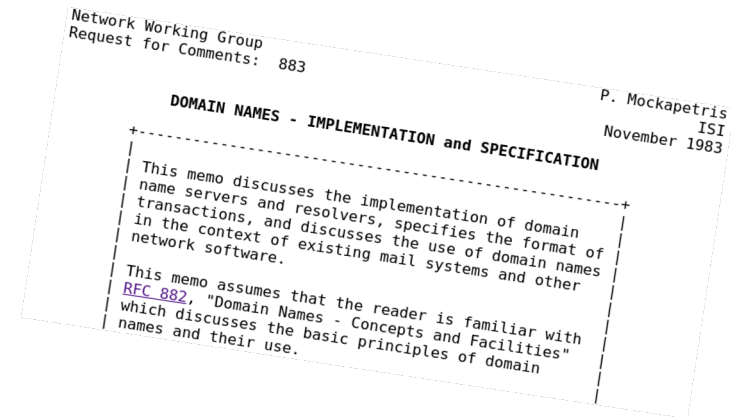 Network Working Group
Request for Comments:  883
P. Mockapetris
ISI
November 1983
DOMAIN NAMES - IMPLEMENTATION and SPECIFICATION
+-----------------------------------------------------+
This memo discusses the implementation of domain
name servers and resolvers, specifies the format of
transactions, and discusses the use of domain names
in the context of existing mail systems and other
network software.
This memo assumes that the reader is familiar with
RFC 882, "Domain Names - Concepts and Facilities"
which discusses the basic principles of domain
names and their use.